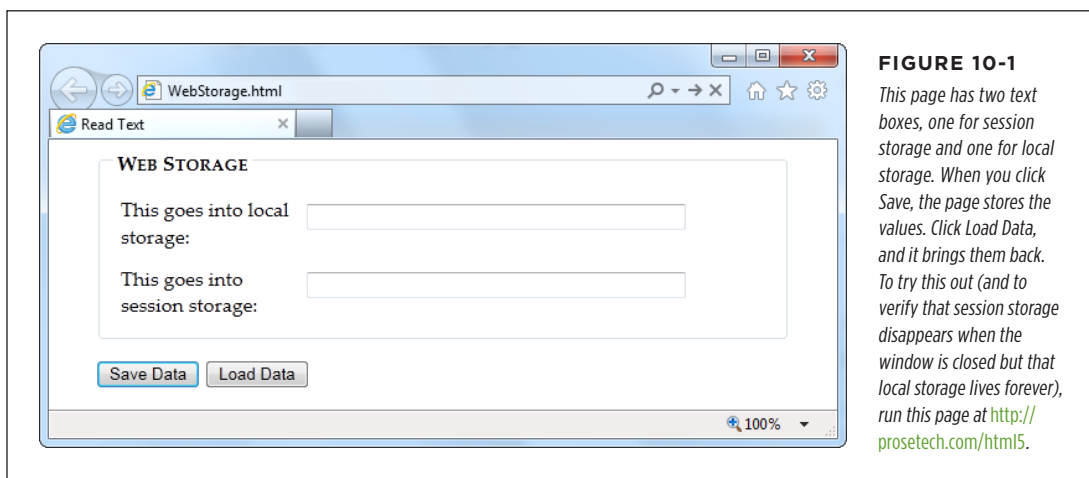 WebStorage.html
Read Text
WEB STORAGE
This goes into local
storage:
This goes into
session storage:
Save Data
Load Data
100%
FIGURE 10-1
This page has two text
boxes, one for session
storage and one for local
storage. When you click
Save, the page stores the
values. Click Load Data,
and it brings them back.
To try this out (and to
verify that session storage
disappears when the
window is closed but that
local storage lives forever),
run this page at http://
prosetech.com/html5.